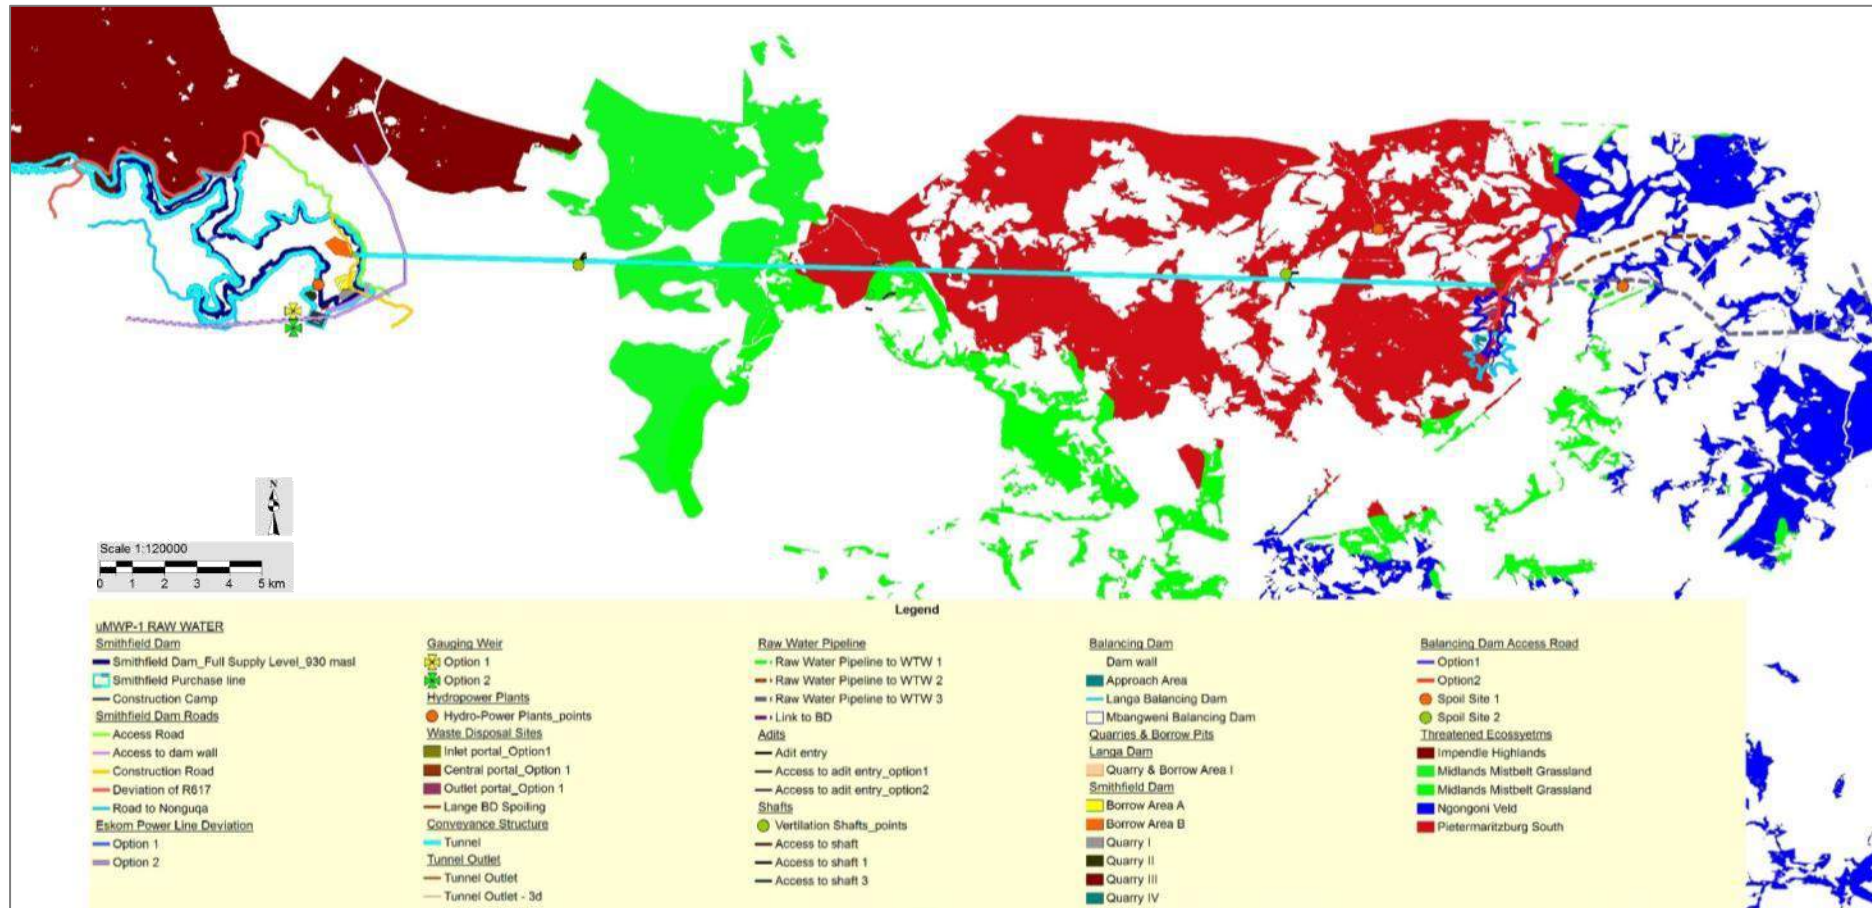 N
Scale 1:120000
0 1 2 3 4 5 km
Legend
uMWP-1 RAW WATER
Smithfield Dam
Smithfield Dam_Full Supply Level_930 masl
Smithfield Purchase line
Construction Camp
Smithfield Dam Roads
Access Road
Access to dam wall
Construction Road
Deviation of R617
Road to Nonguqa
Eskom Power Line Deviation
Option 1
Option 2
Gauging Weir
Option 1
Option 2
Hydropower Plants
Hydro-Power Plants_points
Waste Disposal Sites
Inlet portal_Option1
Central portal_Option 1
Outlet portal_Option 1
Lange BD Spoiling
Conveyance Structure
Tunnel
Tunnel Outlet
Tunnel Outlet
Tunnel Outlet - 3d
Raw Water Pipeline
Raw Water Pipeline to WTW 1
Raw Water Pipeline to WTW 2
Raw Water Pipeline to WTW 3
Link to BD
Adits
Adit entry
Access to adit entry_option1
Access to adit entry_option2
Shafts
Vertilation Shafts_points
Access to shaft
Access to shaft 1
Access to shaft 3
Balancing Dam
Dam wall
Approach Area
Langa Balancing Dam
Mbangweni Balancing Dam
Quarries & Borrow Pits
Langa Dam
Quarry & Borrow Area I
Smithfield Dam
Borrow Area A
Borrow Area B
Quarry I
Quarry II
Quarry III
Quarry IV
Balancing Dam Access Road
Option1
Option2
Spoil Site 1
Spoil Site 2
Threatened Ecossyetms
Impendle Highlands
Midlands Mistbelt Grassland
Midlands Mistbelt Grassland
Ngongoni Veld
Pietermaritzburg South